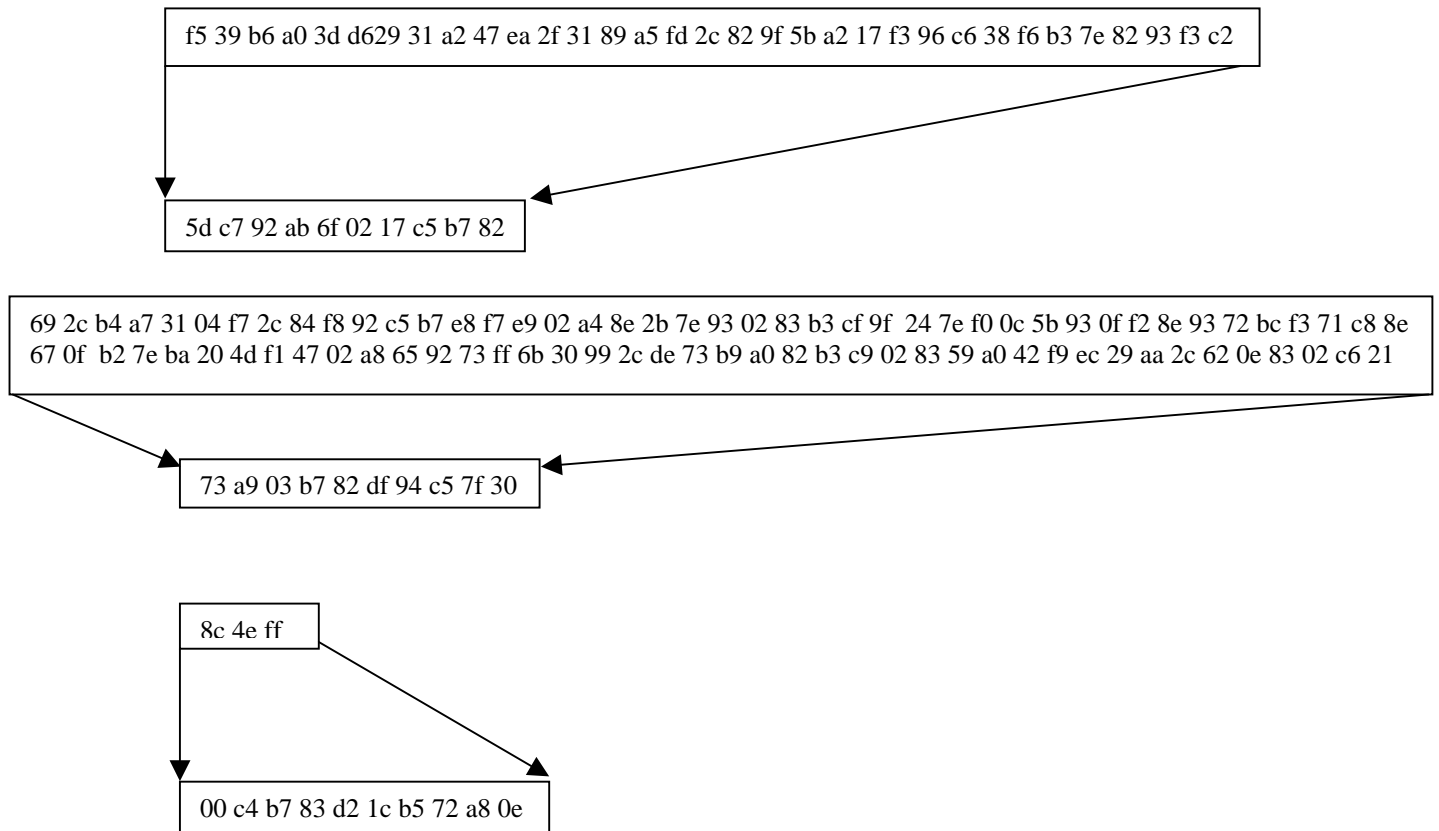 f5 39 b6 a0 3d d629 31 a2 47 ea 2f 31 89 a5 fd 2c 82 9f 5b a2 17 f3 96 c6 38 f6 b3 7e 82 93 f3 c2
5d c7 92 ab 6f 02 17 c5 b7 82
69 2c b4 a7 31 04 f7 2c 84 f8 92 c5 b7 e8 f7 e9 02 a4 8e 2b 7e 93 02 83 b3 cf 9f 24 7e f0 0c 5b 93 0f f2 8e 93 72 bc f3 71 c8 8e
67 0f b2 7e ba 20 4d f1 47 02 a8 65 92 73 ff 6b 30 99 2c de 73 b9 a0 82 b3 c9 02 83 59 a0 42 f9 ec 29 aa 2c 62 0e 83 02 c6 21
73 a9 03 b7 82 df 94 c5 7f 30
8c 4e ff
00 c4 b7 83 d2 1c b5 72 a8 0e